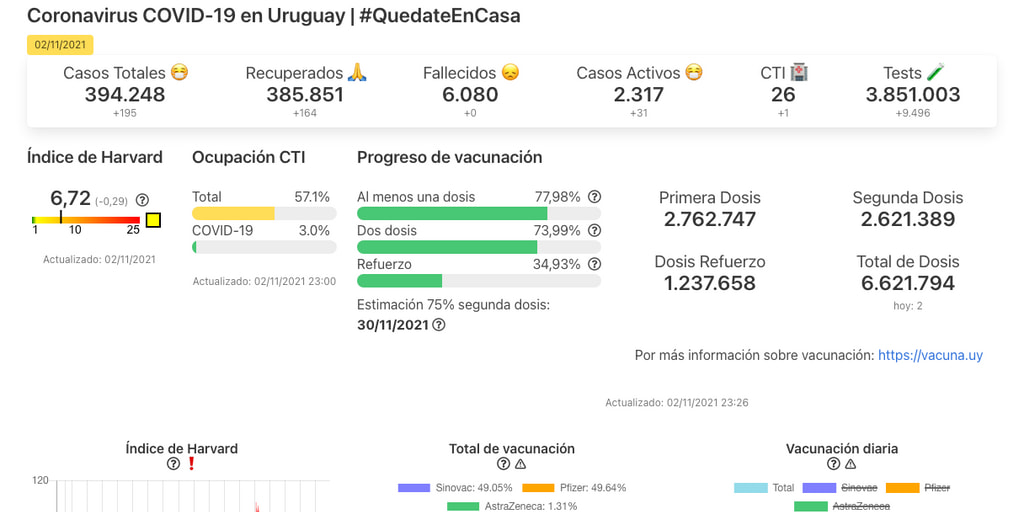 Coronavirus COVID-19 en Uruguay | #QuedateEnCasa
02/11/2021
Casos Totales 😷 Recuperados 🙏 Fallecidos 😞 Casos Activos 😷 CTI 🏥 Tests 🧪
394.248 385.851 6.080 2.317 26 3.851.003
+195 +164 +0 +31 +1 +9.496
Índice de Harvard
6,72 (-0,29)
1 10 25
Actualizado: 02/11/2021
Ocupación CTI
Total 57.1%
COVID-19 3.0%
Actualizado: 02/11/2021 23:00
Progreso de vacunación
Al menos una dosis 77,98%
Dos dosis 73,99%
Refuerzo 34,93%
Estimación 75% segunda dosis:
30/11/2021
Primera Dosis Segunda Dosis
2.762.747 2.621.389
Dosis Refuerzo Total de Dosis
1.237.658 6.621.794
hoy: 2
Por más información sobre vacunación: https://vacuna.uy
Actualizado: 02/11/2021 23:26
Índice de Harvard
120
Total de vacunación
Sinovac: 49.05% Pfizer: 49.64%
AstraZeneca: 1.31%
Vacunación diaria
Total Sinovac Pfizer
AstraZeneca